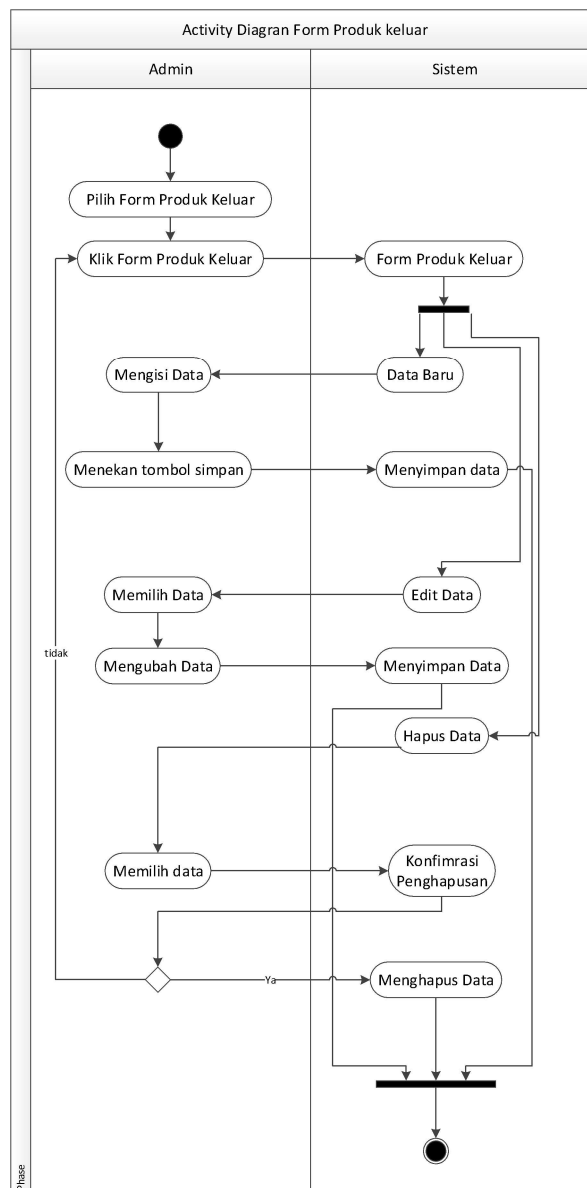 Activity Diagran Form Produk keluar
Admin
Sistem
Pilih Form Produk Keluar
Klik Form Produk Keluar
Form Produk Keluar
Mengisi Data
Data Baru
Menekan tombol simpan
Menyimpan data
Memilih Data
Edit Data
tidak
Mengubah Data
Menyimpan Data
Hapus Data
Memilih data
Konfimrasi
Penghapusan
Ya
Menghapus Data
Phase